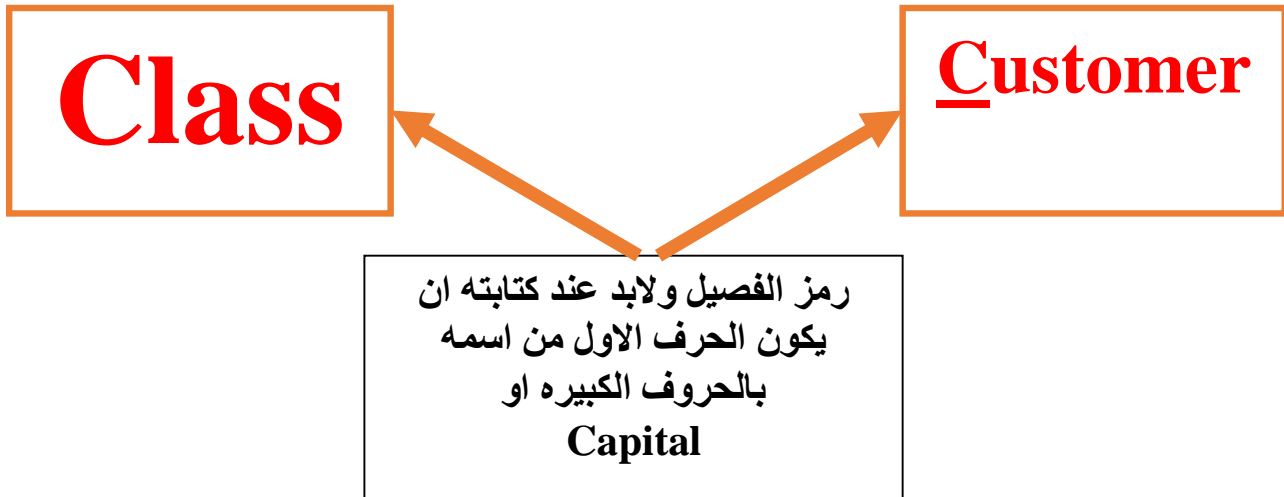 Class
Customer
رمز الفصيل ولابد عند كتابته ان
يكون الحرف الاول من اسمه
بالحروف الكبيره او
Capital